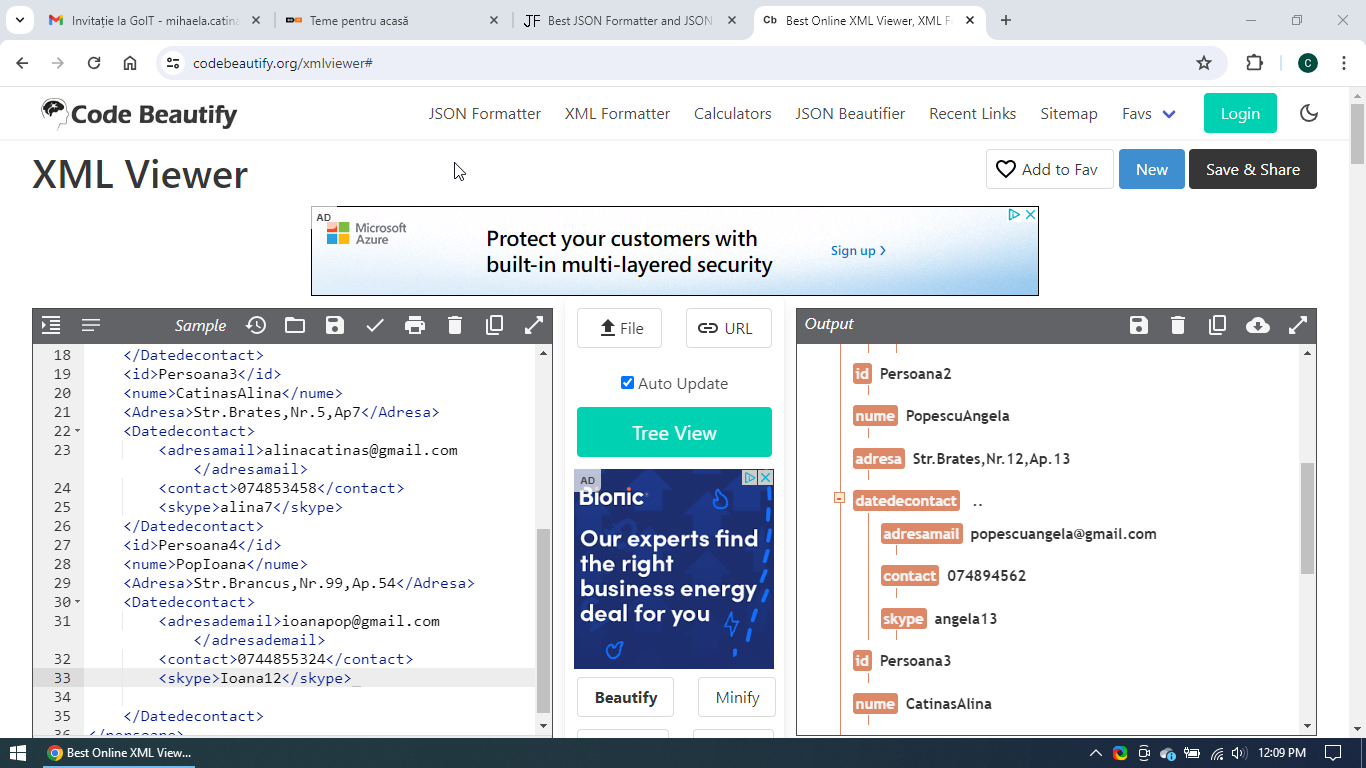 Invitație la GoIT - mihaela.catina
Teme pentru acasă
JF Best JSON Formatter and JSON
Cb Best Online XML Viewer, XML F
codebeautify.org/xmlviewer#
C
Code Beautify
JSON Formatter XML Formatter Calculators JSON Beautifier Recent Links Sitemap Favs Login
XML Viewer
Add to Fav New Save & Share
AD
Microsoft
Azure
Protect your customers with
built-in multi-layered security
Sign up
Sample
18 </Datedecontact>
19 <id>Persoana3</id>
20 <nume>CatinasAlina</nume>
21 <Adresa>Str.Brates,Nr.5,Ap7</Adresa>
22 <Datedecontact>
23 <adresamail>alinacatinas@gmail.com
</adresamail>
24 <contact>074853458</contact>
25 <skype>alina7</skype>
26 </Datedecontact>
27 <id>Persoana4</id>
28 <nume>PopIoana</nume>
29 <Adresa>Str.Brancus,Nr.99,Ap.54</Adresa>
30 <Datedecontact>
31 <adresademail>ioanapop@gmail.com
</adresademail>
32 <contact>0744855324</contact>
33 <skype>Ioana12</skype>
34
35 </Datedecontact>
36 </persoane>
File URL
Auto Update
Tree View
AD
Bionic
Our experts find
the right
business energy
deal for you
Beautify Minify
Output
id Persoana2
nume PopescuAngela
adresa Str.Brates,Nr.12,Ap.13
datedecontact ..
adresamail popescuangela@gmail.com
contact 074894562
skype angela13
id Persoana3
nume CatinasAlina
Best Online XML View...
12:09 PM